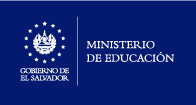 GOBIERNO DE
EL SALVADOR
MINISTERIO
DE EDUCACIÓN